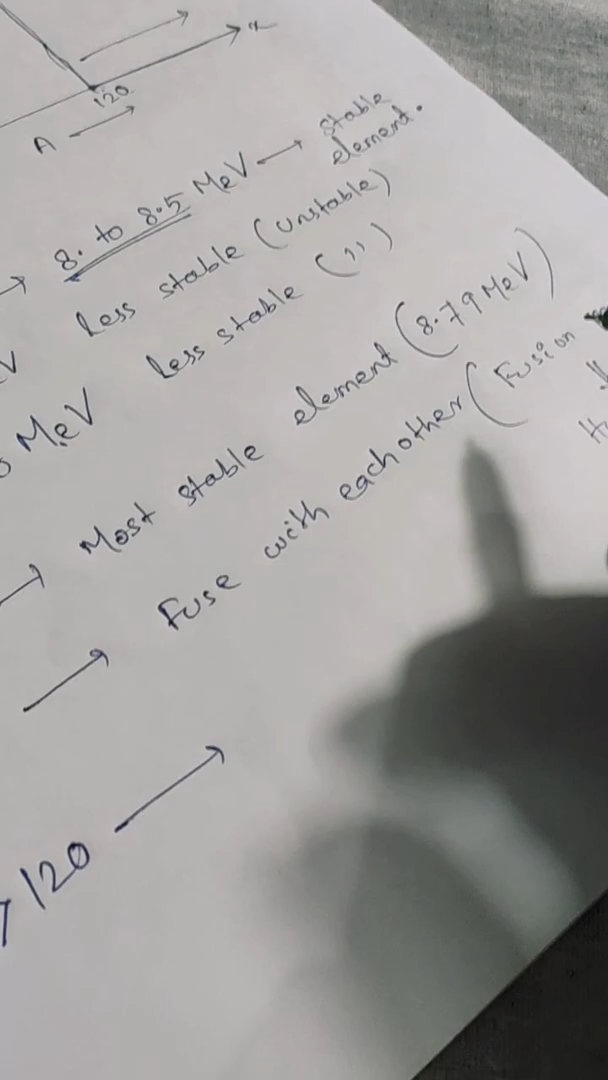 x
120
A →
→ 8. to 8.5 MeV → stable element.
less stable (unstable)
MeV less stable (")
→ Most stable element (8.79 MeV)
→ Fuse with eachother (Fusion
120 →